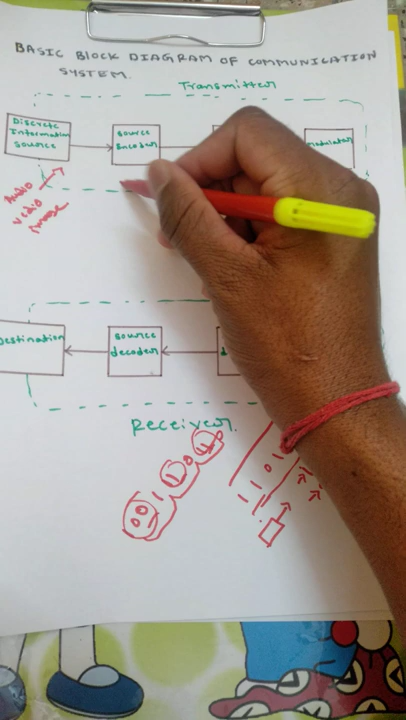 BASIC BLOCK DIAGRAM OF COMMUNICATION
SYSTEM.
Transmitter
Discrete
Information
Source
Source
Encoder
Modulator
Audio
Vedio
Image
Destination
Source
decoder
d
Receiver.